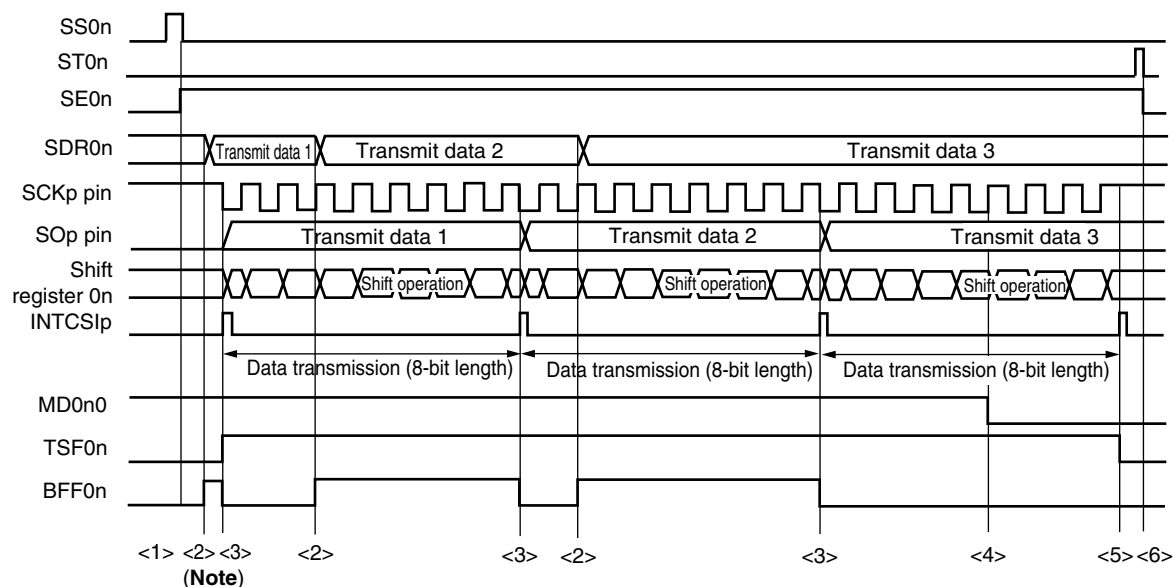 SS0n
ST0n
SE0n
SDR0n
Transmit data 1
Transmit data 2
Transmit data 3
SCKp pin
SOp pin
Transmit data 1
Transmit data 2
Transmit data 3
Shift
register 0n
Shift operation
Shift operation
Shift operation
INTCSIp
Data transmission (8-bit length)
Data transmission (8-bit length)
Data transmission (8-bit length)
MD0n0
TSF0n
BFF0n
<1> <2> <3> <2> <3> <2> <3> <4> <5> <6>
(Note)